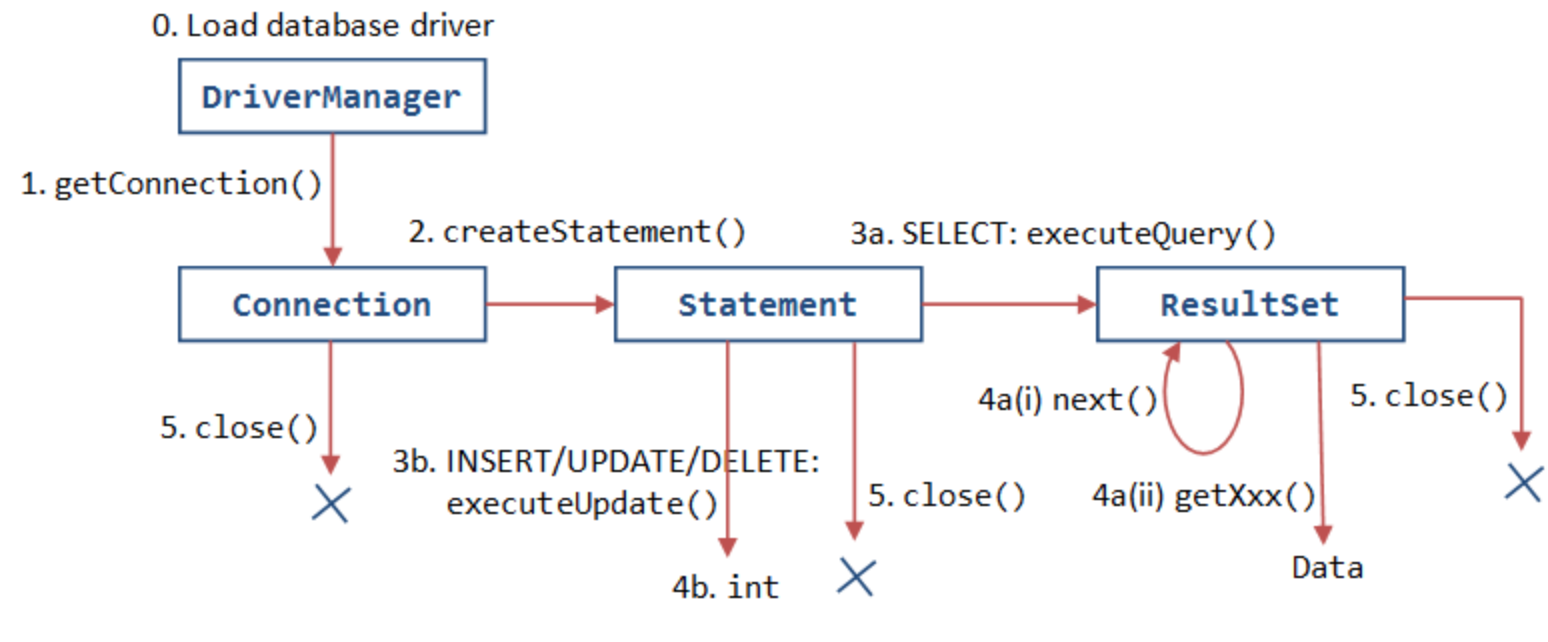 0. Load database driver
DriverManager
1. getConnection()
2. createStatement()
3a. SELECT: executeQuery()
Connection
Statement
ResultSet
4a(i) next()
5. close()
5. close()
3b. INSERT/UPDATE/DELETE:
executeUpdate()
5. close()
4a(ii) getXxx()
Data
4b. int